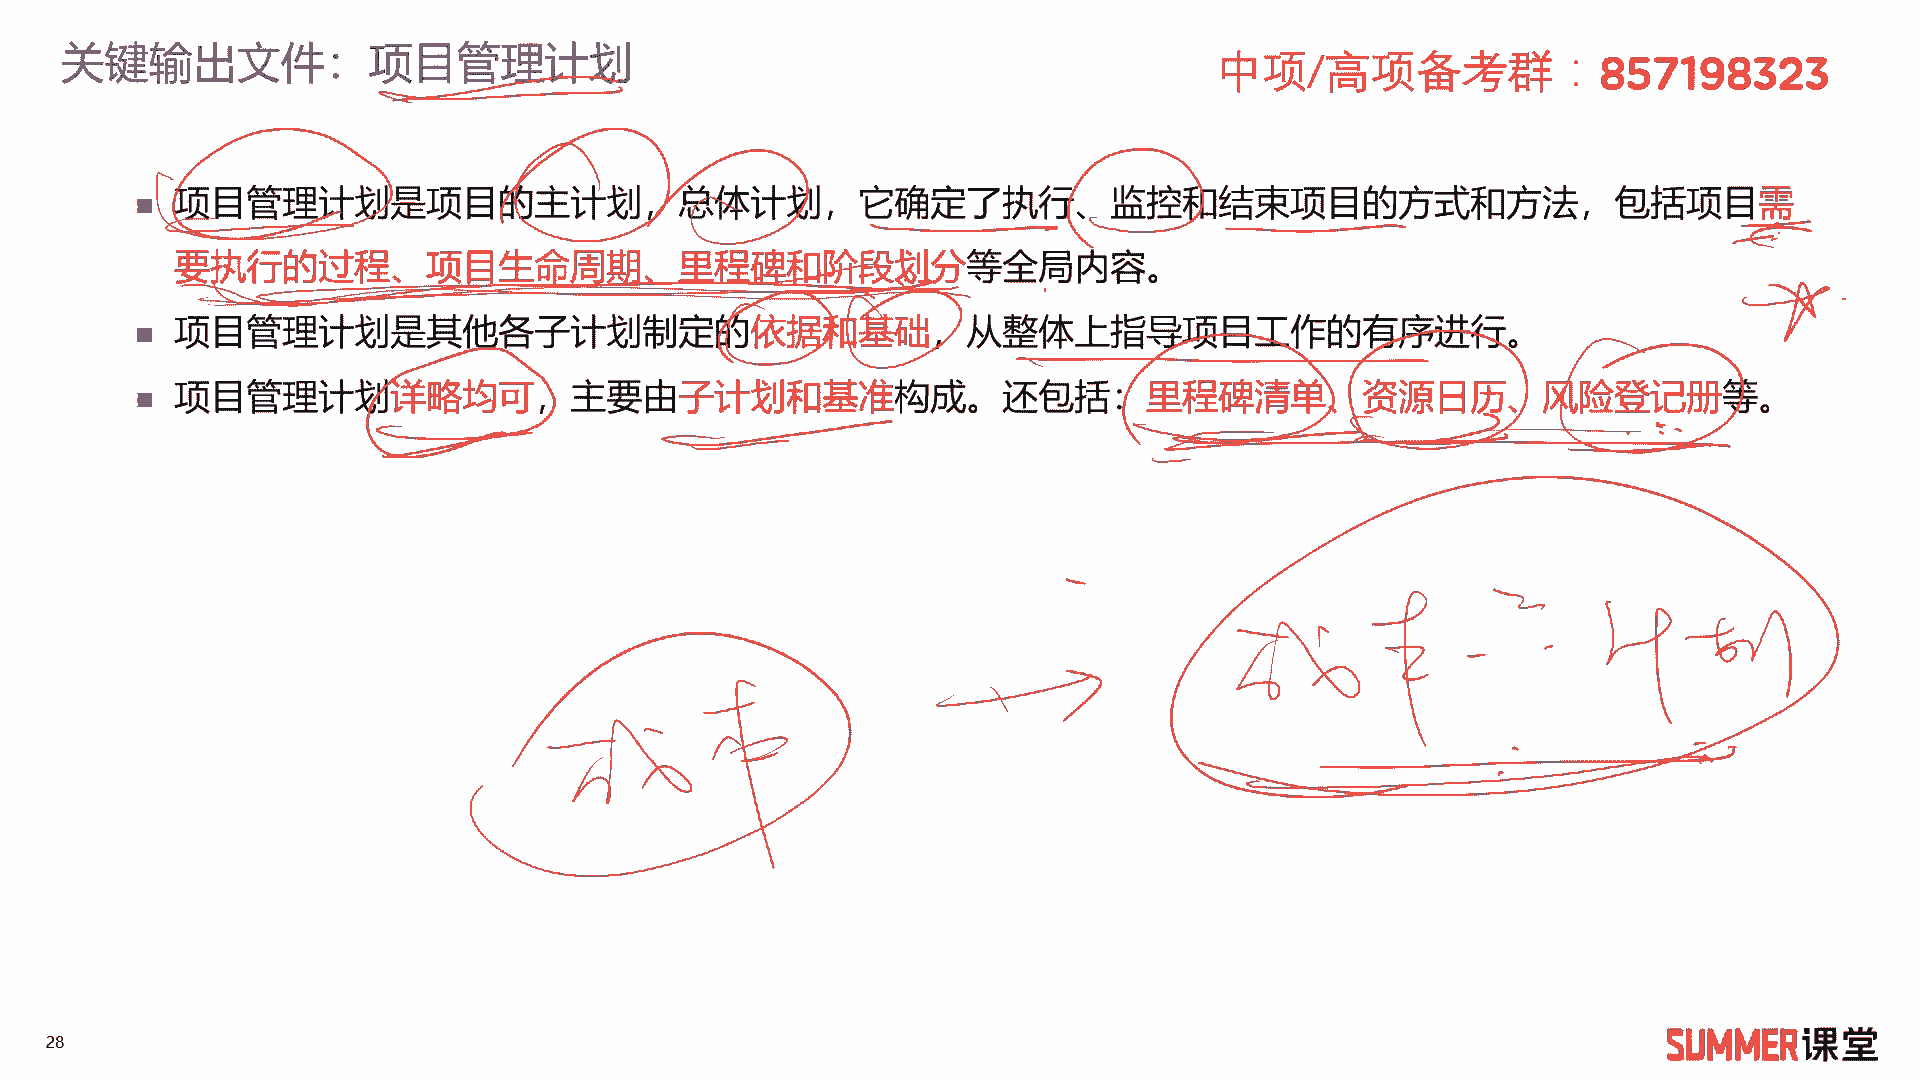 关键输出文件：项目管理计划
中项/高项备考群：857198323
■ 项目管理计划是项目的主计划，总体计划，它确定了执行、监控和结束项目的方式和方法，包括项目需
要执行的过程、项目生命周期、里程碑和阶段划分等全局内容。
■ 项目管理计划是其他各子计划制定的依据和基础，从整体上指导项目工作的有序进行。
■ 项目管理计划详略均可，主要由子计划和基准构成。还包括：里程碑清单、资源日历、风险登记册等。
28
SUMMER课堂